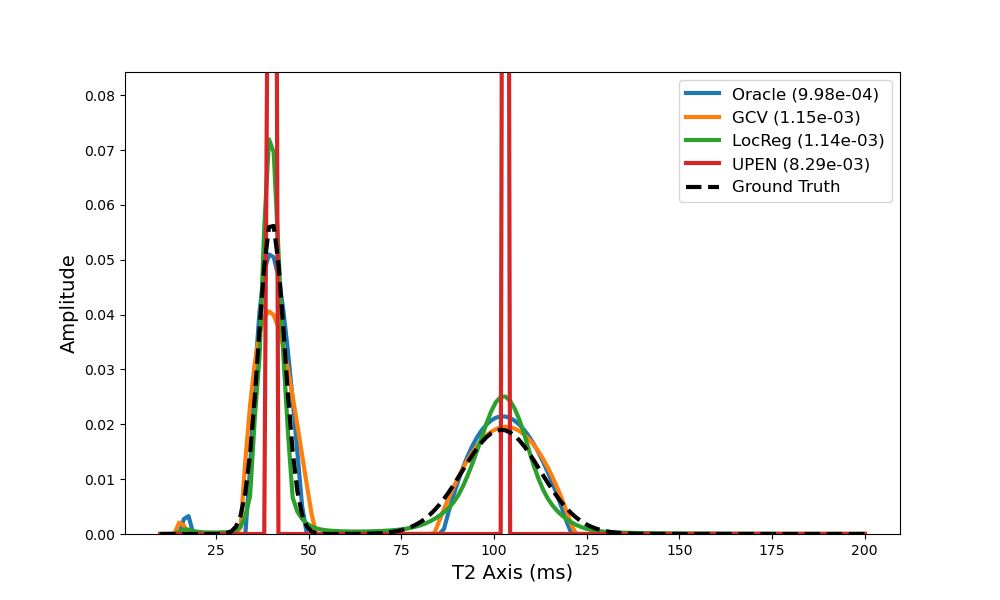 0.08
0.07
0.06
0.05
0.04
0.03
0.02
0.01
0.00
Amplitude
25
50
75
100
125
150
175
200
T2 Axis (ms)
Oracle (9.98e-04)
GCV (1.15e-03)
LocReg (1.14e-03)
UPEN (8.29e-03)
Ground Truth